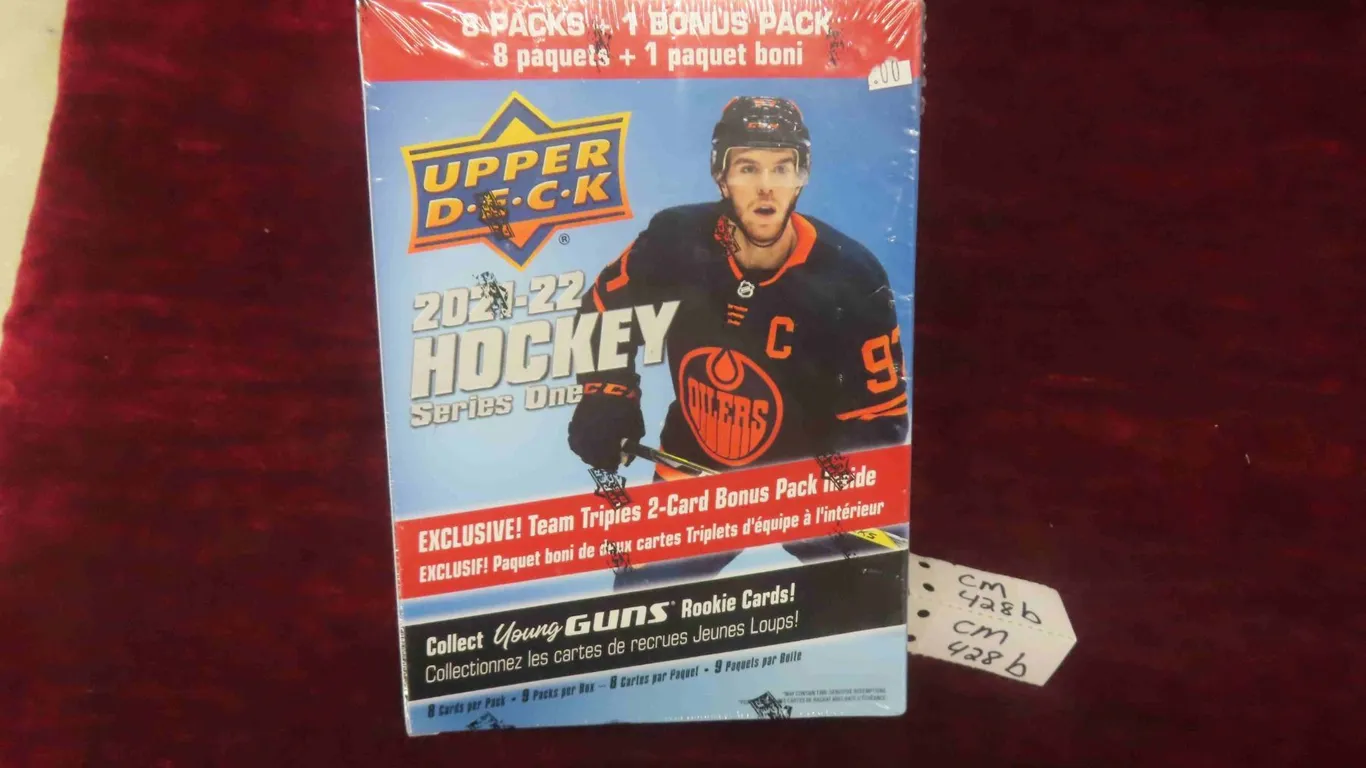 8 PACKS + 1 BONUS PACK
8 paquets + 1 paquet boni
.00
UPPER
D·E·C·K
®
2021-22
HOCKEY
Series One
CCM
C
97
OILERS
EXCLUSIVE! Team Triples 2-Card Bonus Pack Inside
EXCLUSIF! Paquet boni de deux cartes Triplets d'équipe à l'intérieur
Collect Young GUNS® Rookie Cards!
Collectionnez les cartes de recrues Jeunes Loups!
8 Cards per Pack • 9 Packs per Box – 8 Cartes par Paquet • 9 Paquets par Boîte
CM
428b
CM
428b